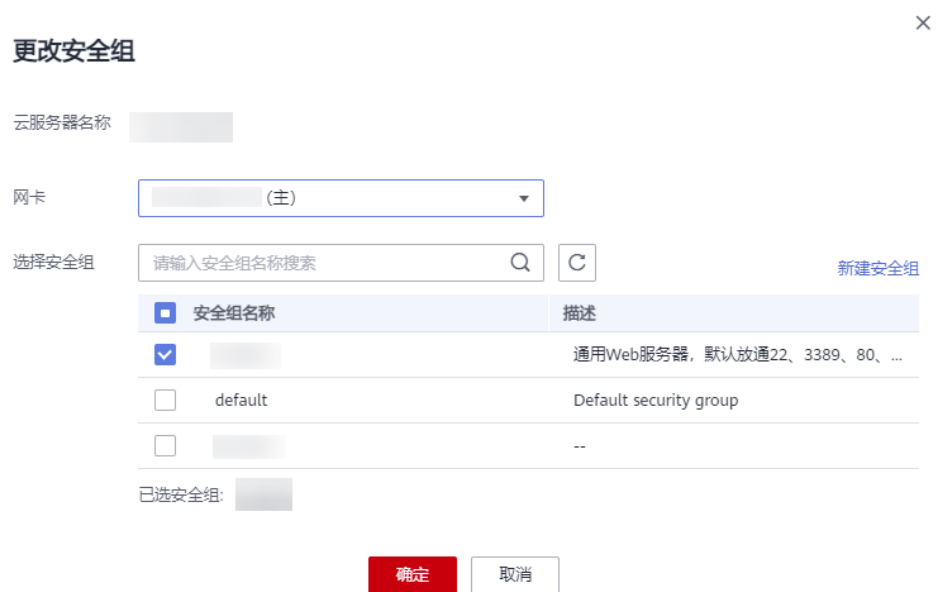 更改安全组
云服务器名称
网卡 (主)
选择安全组 请输入安全组名称搜索 新建安全组
安全组名称 描述
通用Web服务器，默认放通22、3389、80、...
default Default security group
--
已选安全组:
确定 取消